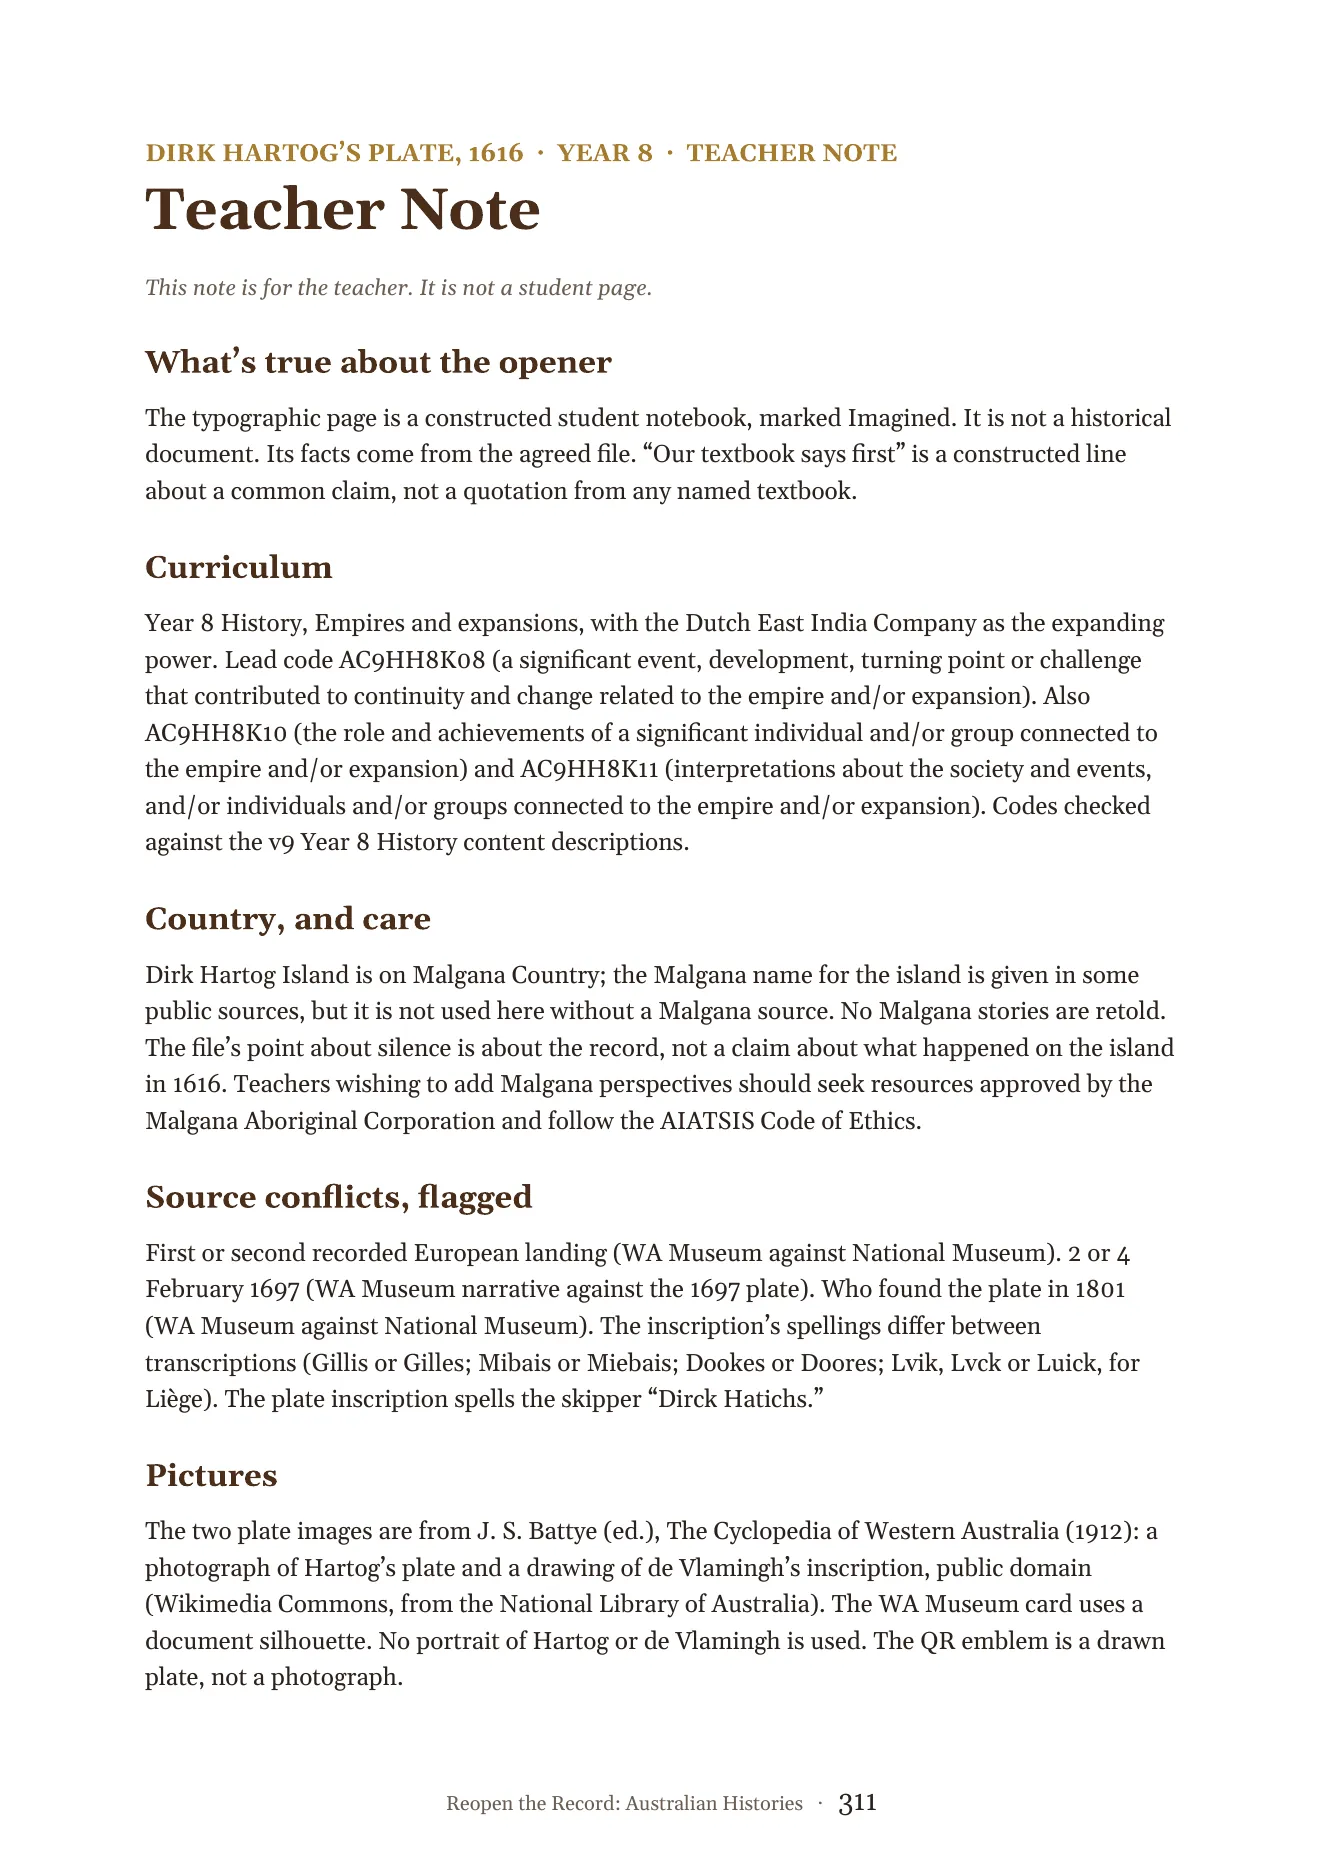 DIRK HARTOG’S PLATE, 1616 · YEAR 8 · TEACHER NOTE
Teacher Note
This note is for the teacher. It is not a student page.
What’s true about the opener
The typographic page is a constructed student notebook, marked Imagined. It is not a historical
document. Its facts come from the agreed file. “Our textbook says first” is a constructed line
about a common claim, not a quotation from any named textbook.
Curriculum
Year 8 History, Empires and expansions, with the Dutch East India Company as the expanding
power. Lead code AC9HH8K08 (a significant event, development, turning point or challenge
that contributed to continuity and change related to the empire and/or expansion). Also
AC9HH8K10 (the role and achievements of a significant individual and/or group connected to
the empire and/or expansion) and AC9HH8K11 (interpretations about the society and events,
and/or individuals and/or groups connected to the empire and/or expansion). Codes checked
against the v9 Year 8 History content descriptions.
Country, and care
Dirk Hartog Island is on Malgana Country; the Malgana name for the island is given in some
public sources, but it is not used here without a Malgana source. No Malgana stories are retold.
The file’s point about silence is about the record, not a claim about what happened on the island
in 1616. Teachers wishing to add Malgana perspectives should seek resources approved by the
Malgana Aboriginal Corporation and follow the AIATSIS Code of Ethics.
Source conflicts, flagged
First or second recorded European landing (WA Museum against National Museum). 2 or 4
February 1697 (WA Museum narrative against the 1697 plate). Who found the plate in 1801
(WA Museum against National Museum). The inscription’s spellings differ between
transcriptions (Gillis or Gilles; Mibais or Miebais; Dookes or Doores; Lvik, Lvck or Luick, for
Liège). The plate inscription spells the skipper “Dirck Hatichs.”
Pictures
The two plate images are from J. S. Battye (ed.), The Cyclopedia of Western Australia (1912): a
photograph of Hartog’s plate and a drawing of de Vlamingh’s inscription, public domain
(Wikimedia Commons, from the National Library of Australia). The WA Museum card uses a
document silhouette. No portrait of Hartog or de Vlamingh is used. The QR emblem is a drawn
plate, not a photograph.
Reopen the Record: Australian Histories · 311